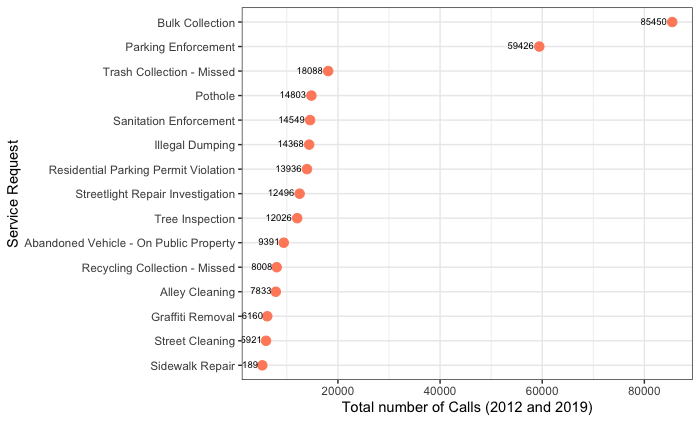 Service Request
Bulk Collection 85450
Parking Enforcement 59426
Trash Collection - Missed 18088
Pothole 14803
Sanitation Enforcement 14549
Illegal Dumping 14368
Residential Parking Permit Violation 13936
Streetlight Repair Investigation 12496
Tree Inspection 12026
Abandoned Vehicle - On Public Property 9391
Recycling Collection - Missed 8008
Alley Cleaning 7833
Graffiti Removal 6160
Street Cleaning 5921
Sidewalk Repair 189
20000 40000 60000 80000
Total number of Calls (2012 and 2019)